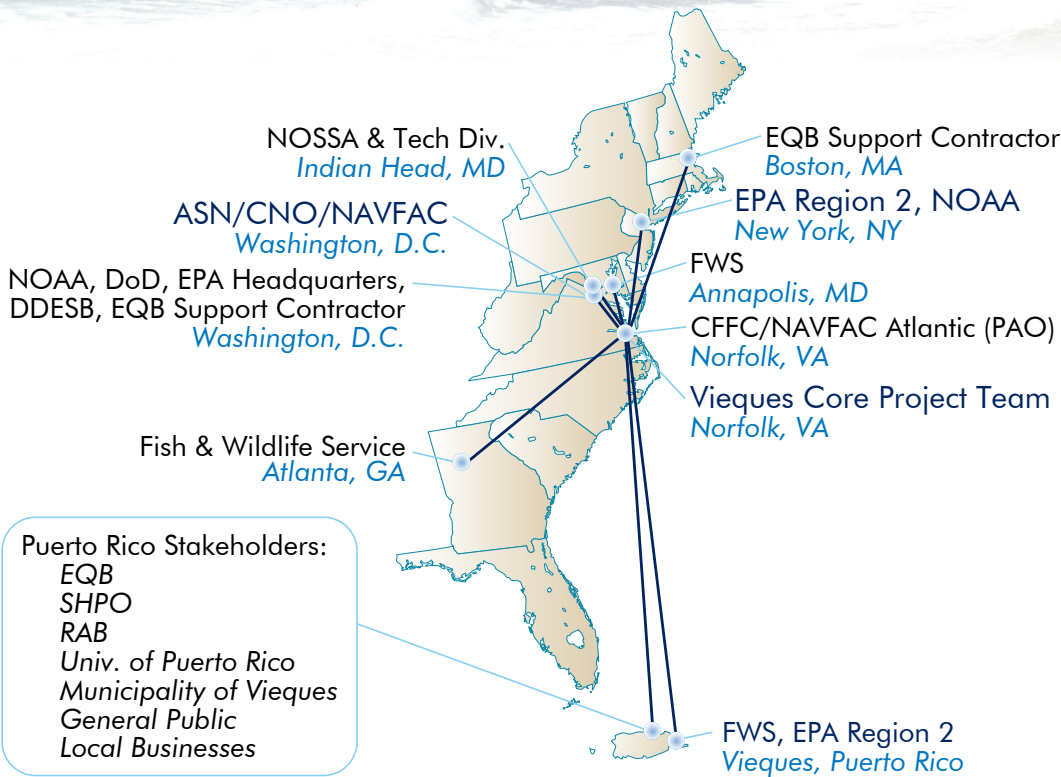 NOSSA & Tech Div.
Indian Head, MD
ASN/CNO/NAVFAC
Washington, D.C.
NOAA, DoD, EPA Headquarters,
DDESB, EQB Support Contractor
Washington, D.C.
EQB Support Contractor
Boston, MA
EPA Region 2, NOAA
New York, NY
FWS
Annapolis, MD
CFFC/NAVFAC Atlantic (PAO)
Norfolk, VA
Vieques Core Project Team
Norfolk, VA
Fish & Wildlife Service
Atlanta, GA
Puerto Rico Stakeholders:
EQB
SHPO
RAB
Univ. of Puerto Rico
Municipality of Vieques
General Public
Local Businesses
FWS, EPA Region 2
Vieques, Puerto Rico